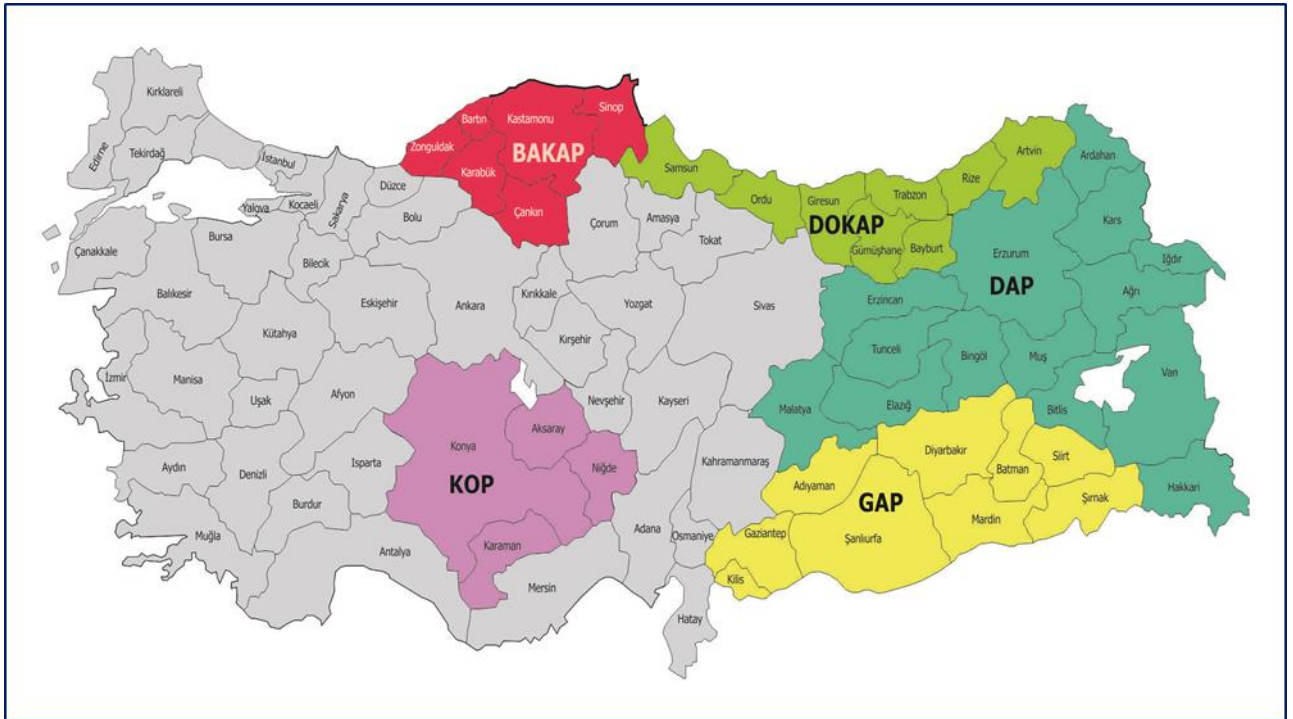 Kırklareli
Edirne
Tekirdağ
İstanbul
Yalova
Kocaeli
Sakarya
Düzce
Bolu
Zonguldak
Bartın
Kastamonu
Sinop
BAKAP
Karabük
Çankırı
Samsun
Ordu
Giresun
Trabzon
Rize
Artvin
DOKAP
Gümüşhane
Bayburt
Ardahan
Kars
Iğdır
Erzurum
DAP
Ağrı
Erzincan
Tunceli
Bingöl
Muş
Van
Malatya
Elazığ
Bitlis
Hakkari
Çorum
Amasya
Tokat
Çanakkale
Bursa
Bilecik
Balıkesir
Eskişehir
Ankara
Kırıkkale
Yozgat
Sivas
Kütahya
Kırşehir
İzmir
Manisa
Uşak
Afyon
Nevşehir
Kayseri
Konya
Aksaray
Niğde
KOP
Karaman
Aydın
Denizli
Isparta
Burdur
Muğla
Antalya
Mersin
Adana
Osmaniye
Kahramanmaraş
Hatay
Adıyaman
Diyarbakır
Batman
Siirt
Şırnak
GAP
Gaziantep
Şanlıurfa
Mardin
Kilis